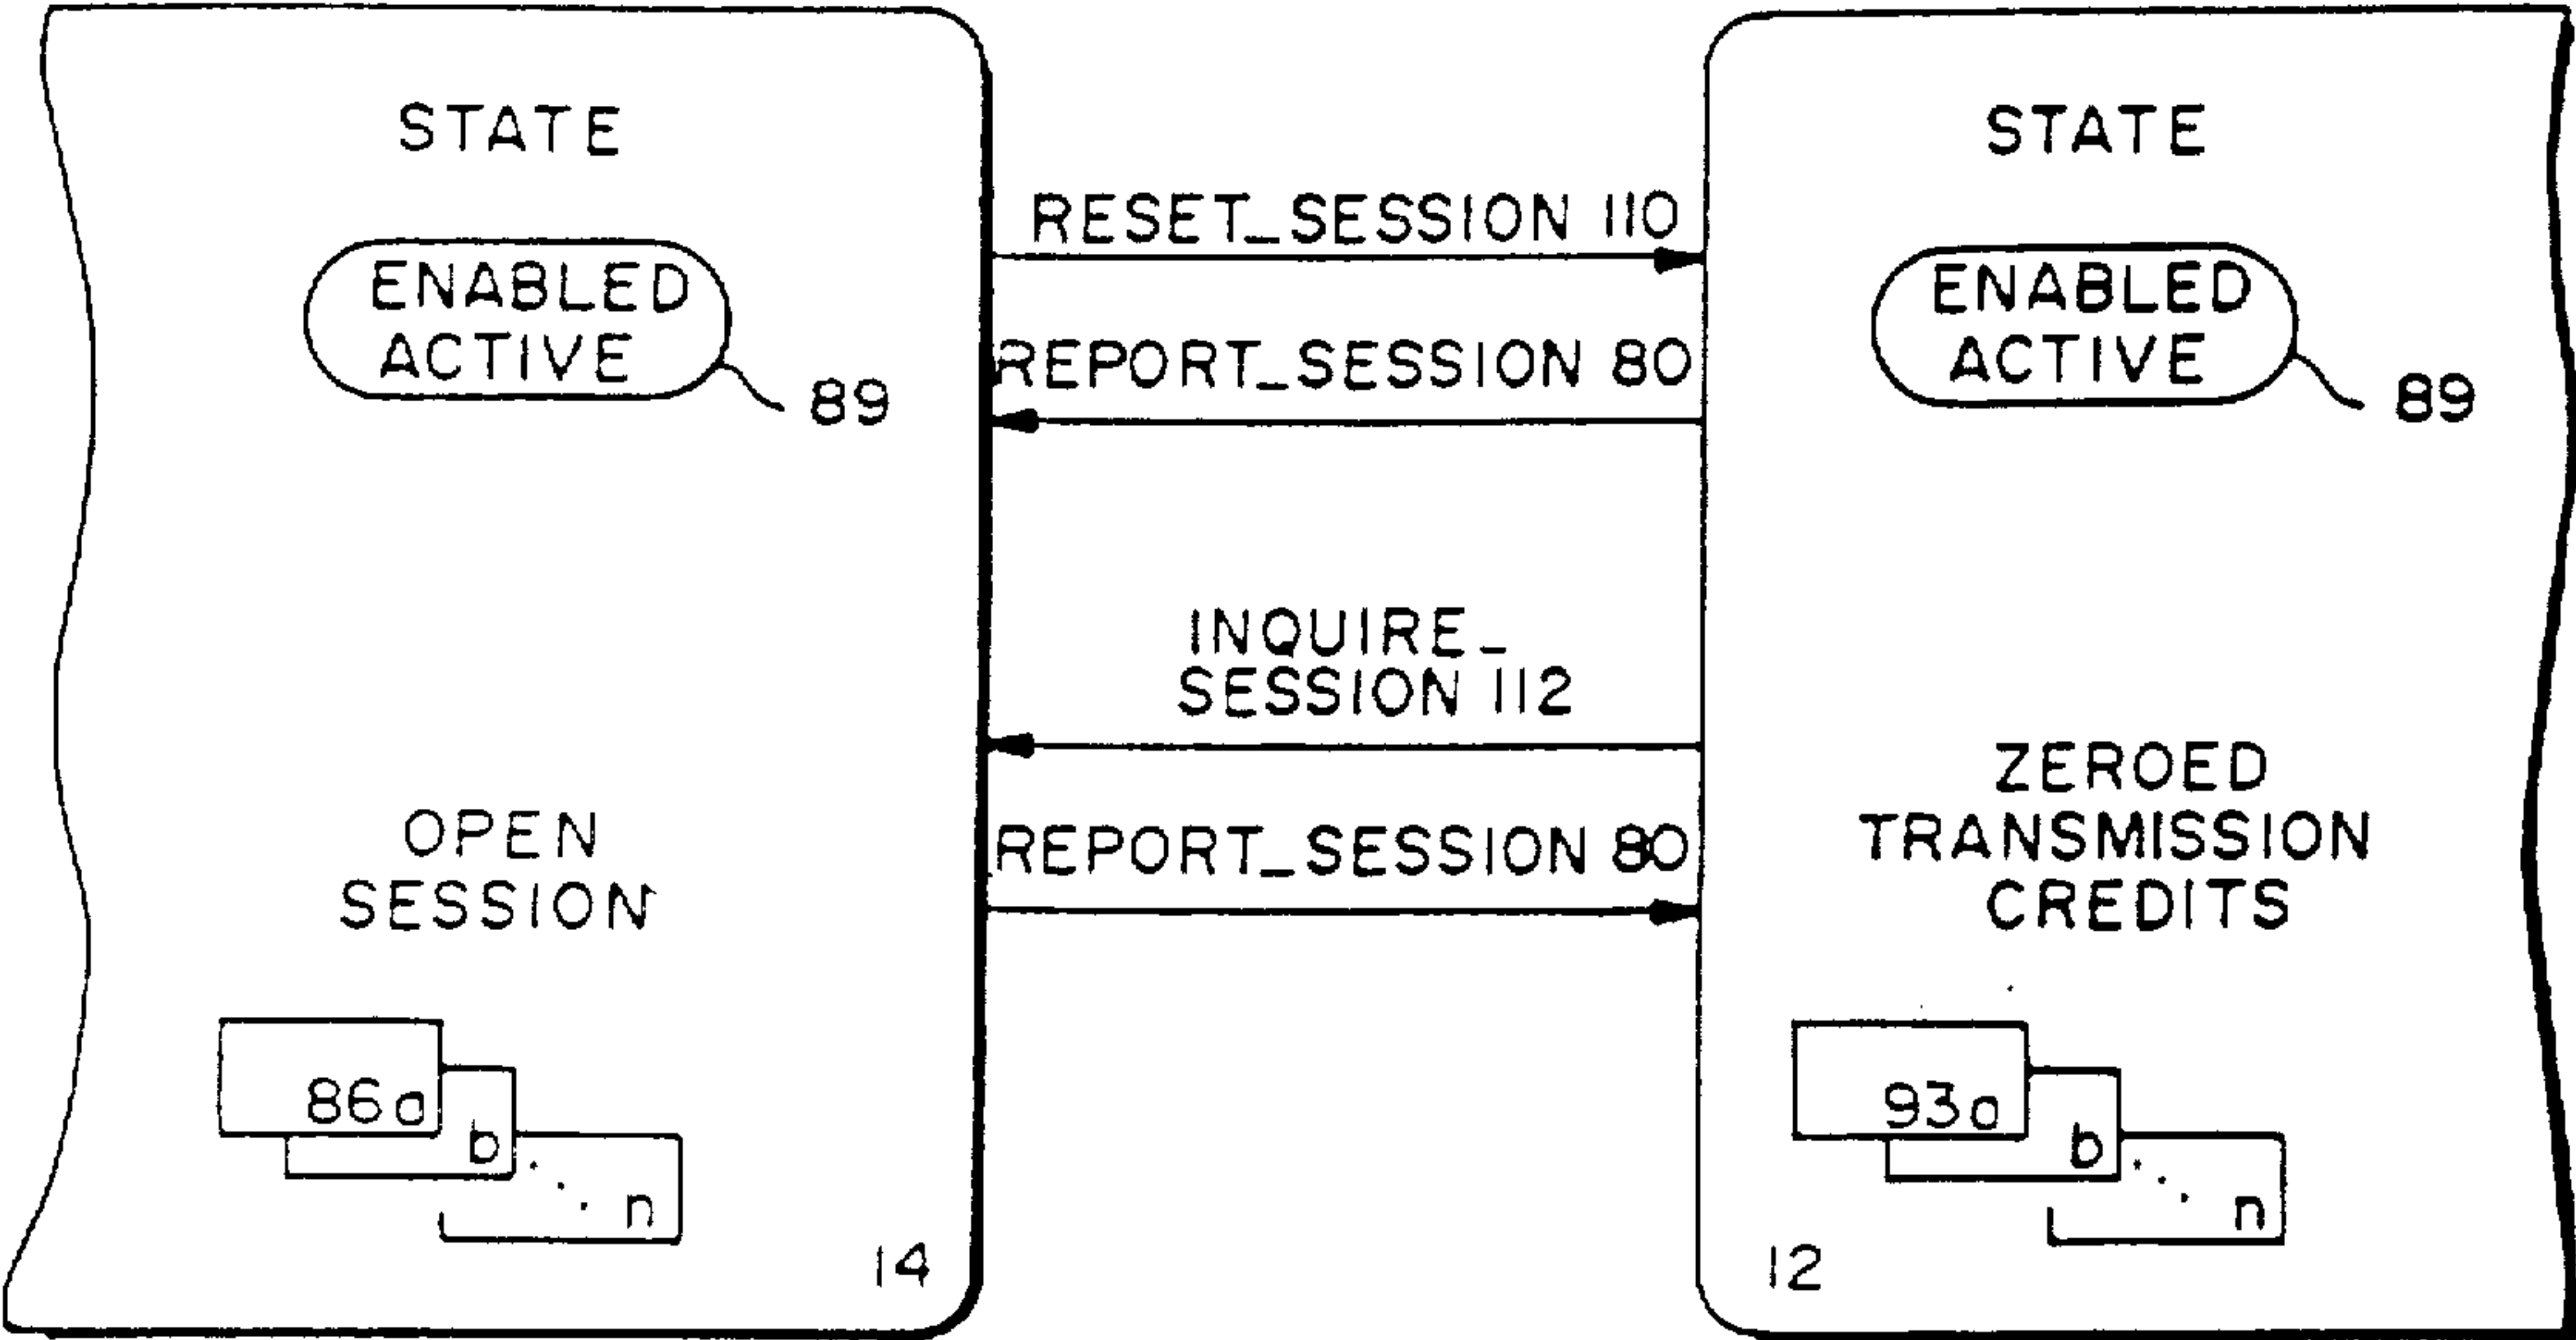 STATE
ENABLED
ACTIVE
89
OPEN
SESSION
86a
b
n
14
RESET_SESSION 110
REPORT_SESSION 80
INQUIRE_
SESSION 112
REPORT_SESSION 80
STATE
ENABLED
ACTIVE
89
ZEROED
TRANSMISSION
CREDITS
93a
b
n
12